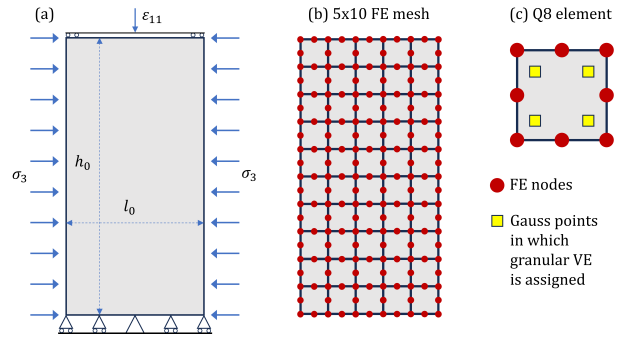 (a)
ε₁₁
(b) 5x10 FE mesh
(c) Q8 element
h₀
σ₃
σ₃
l₀
FE nodes
Gauss points
in which
granular VE
is assigned